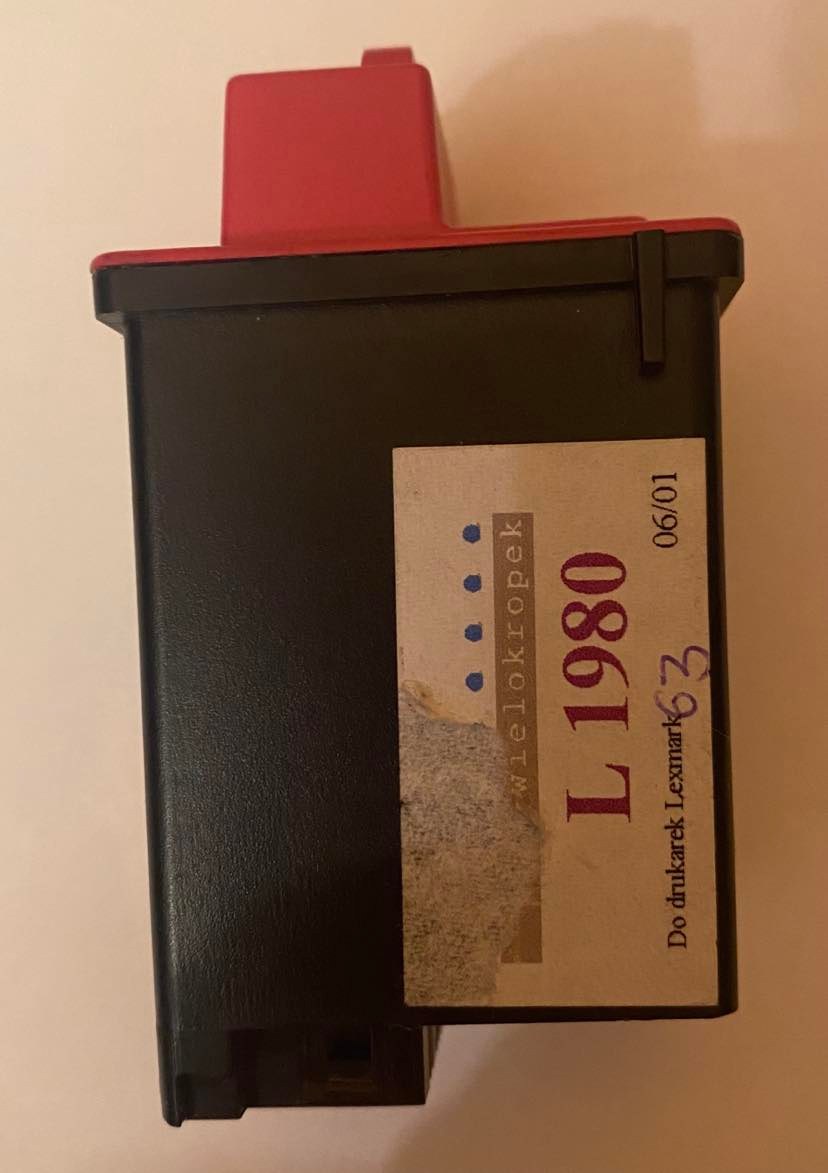 wielokropek
L 1980
Do drukarek Lexmark 63
06/01